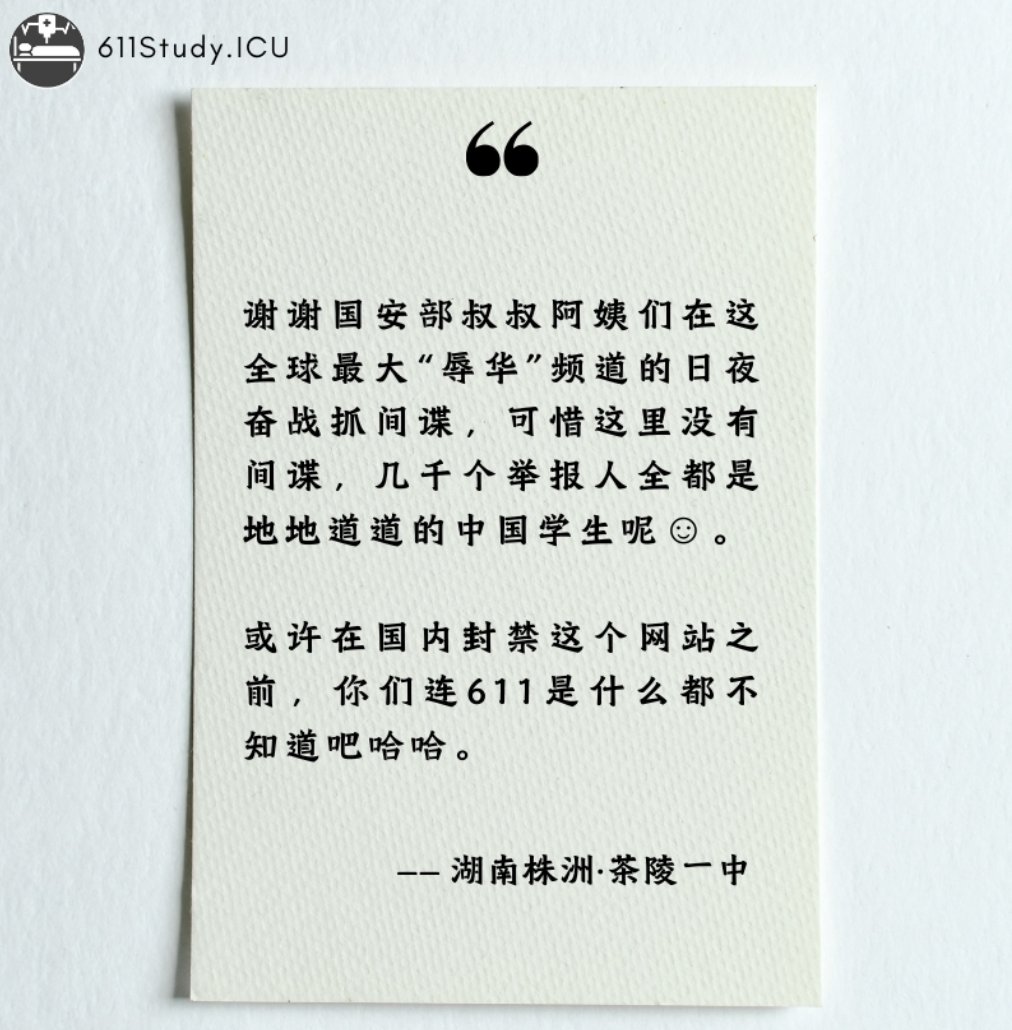 611Study.ICU
“
谢谢国安部叔叔阿姨们在这
全球最大“辱华”频道的日夜
奋战抓间谍，可惜这里没有
间谍，几千个举报人全都是
地地道道的中国学生呢☺。
或许在国内封禁这个网站之
前，你们连611是什么都不
知道吧哈哈。
—— 湖南株洲·茶陵一中